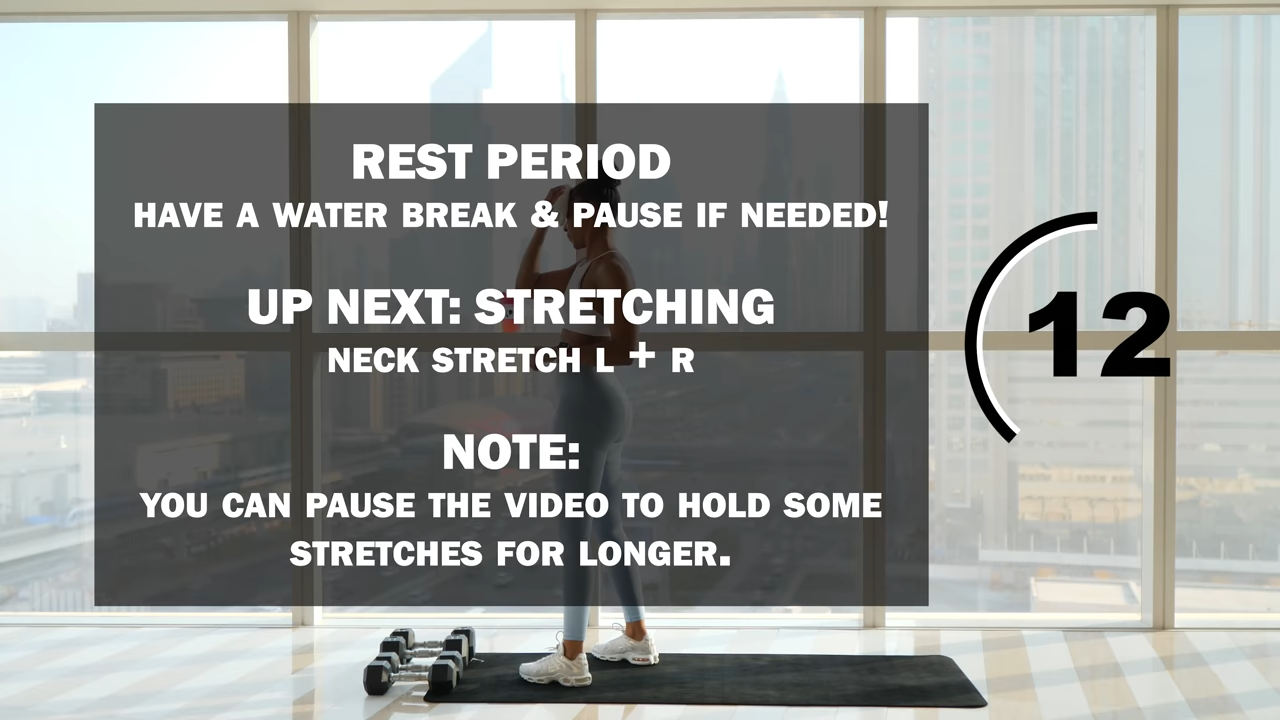 REST PERIOD
HAVE A WATER BREAK & PAUSE IF NEEDED!
UP NEXT: STRETCHING
NECK STRETCH L + R
NOTE:
YOU CAN PAUSE THE VIDEO TO HOLD SOME
STRETCHES FOR LONGER.
12